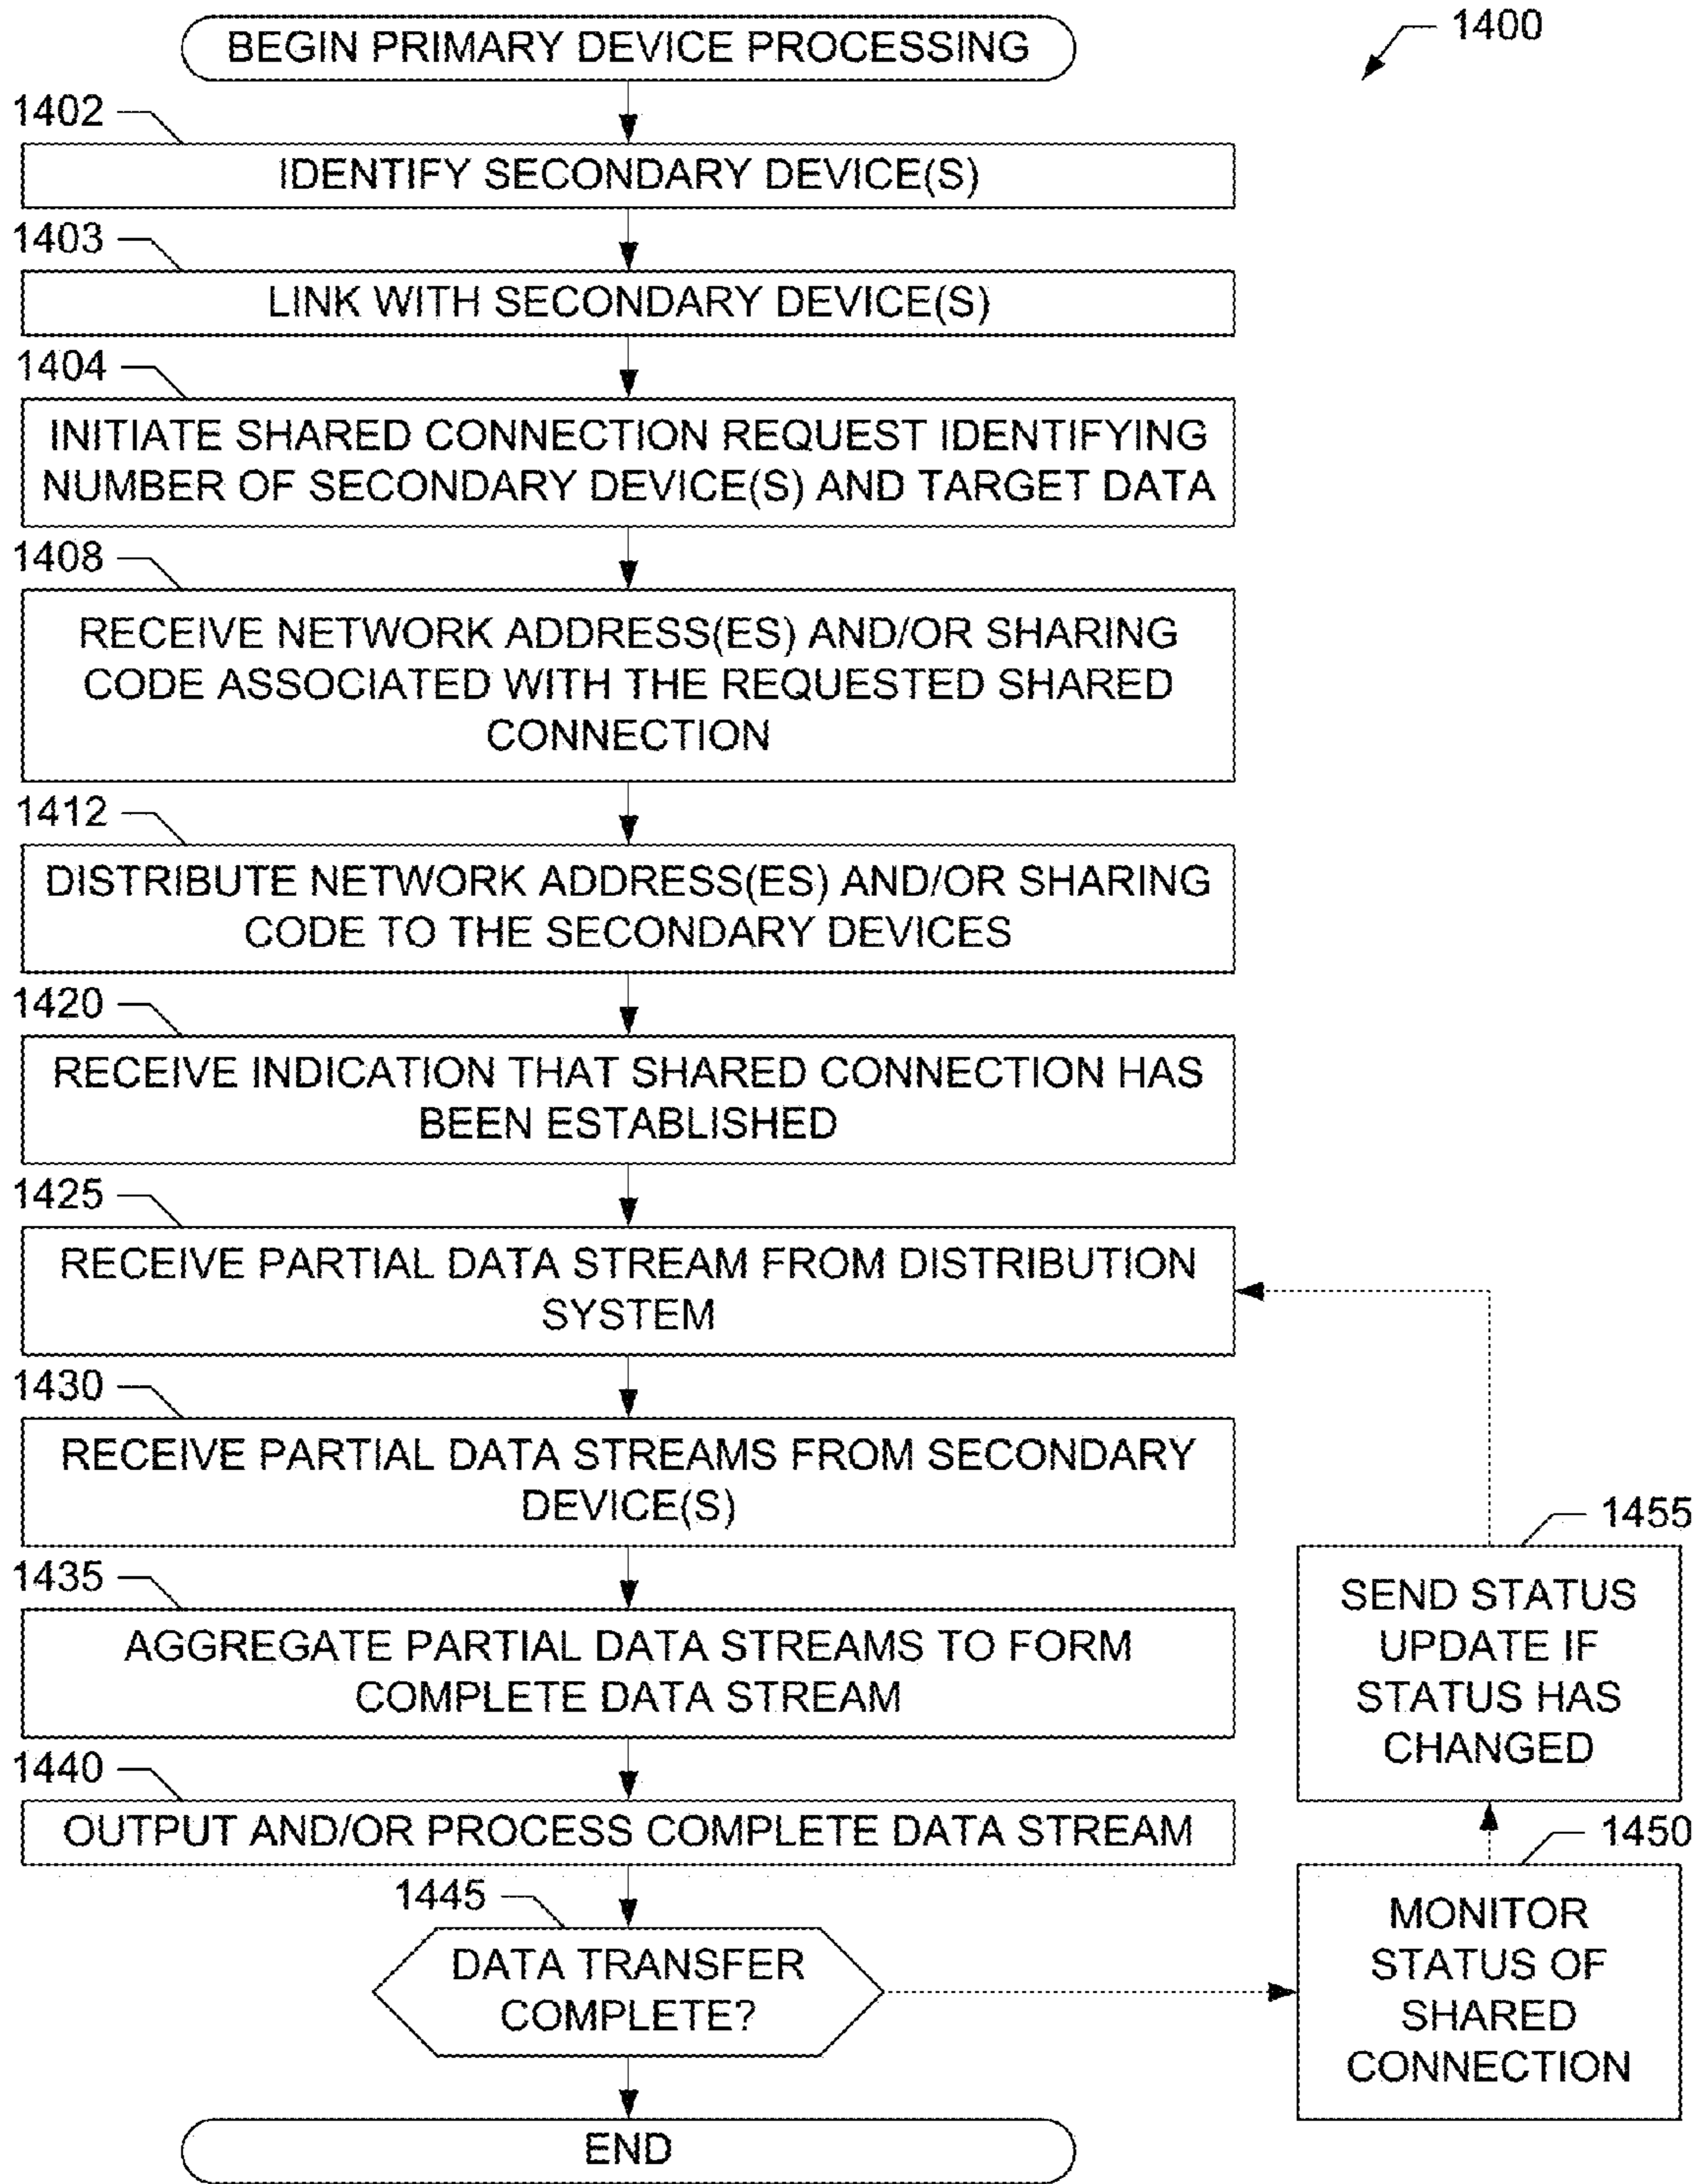 BEGIN PRIMARY DEVICE PROCESSING
1400
1402
IDENTIFY SECONDARY DEVICE(S)
1403
LINK WITH SECONDARY DEVICE(S)
1404
INITIATE SHARED CONNECTION REQUEST IDENTIFYING
NUMBER OF SECONDARY DEVICE(S) AND TARGET DATA
1408
RECEIVE NETWORK ADDRESS(ES) AND/OR SHARING
CODE ASSOCIATED WITH THE REQUESTED SHARED
CONNECTION
1412
DISTRIBUTE NETWORK ADDRESS(ES) AND/OR SHARING
CODE TO THE SECONDARY DEVICES
1420
RECEIVE INDICATION THAT SHARED CONNECTION HAS
BEEN ESTABLISHED
1425
RECEIVE PARTIAL DATA STREAM FROM DISTRIBUTION
SYSTEM
1430
RECEIVE PARTIAL DATA STREAMS FROM SECONDARY
DEVICE(S)
1435
AGGREGATE PARTIAL DATA STREAMS TO FORM
COMPLETE DATA STREAM
1440
OUTPUT AND/OR PROCESS COMPLETE DATA STREAM
1445
DATA TRANSFER
COMPLETE?
END
1455
SEND STATUS
UPDATE IF
STATUS HAS
CHANGED
1450
MONITOR
STATUS OF
SHARED
CONNECTION